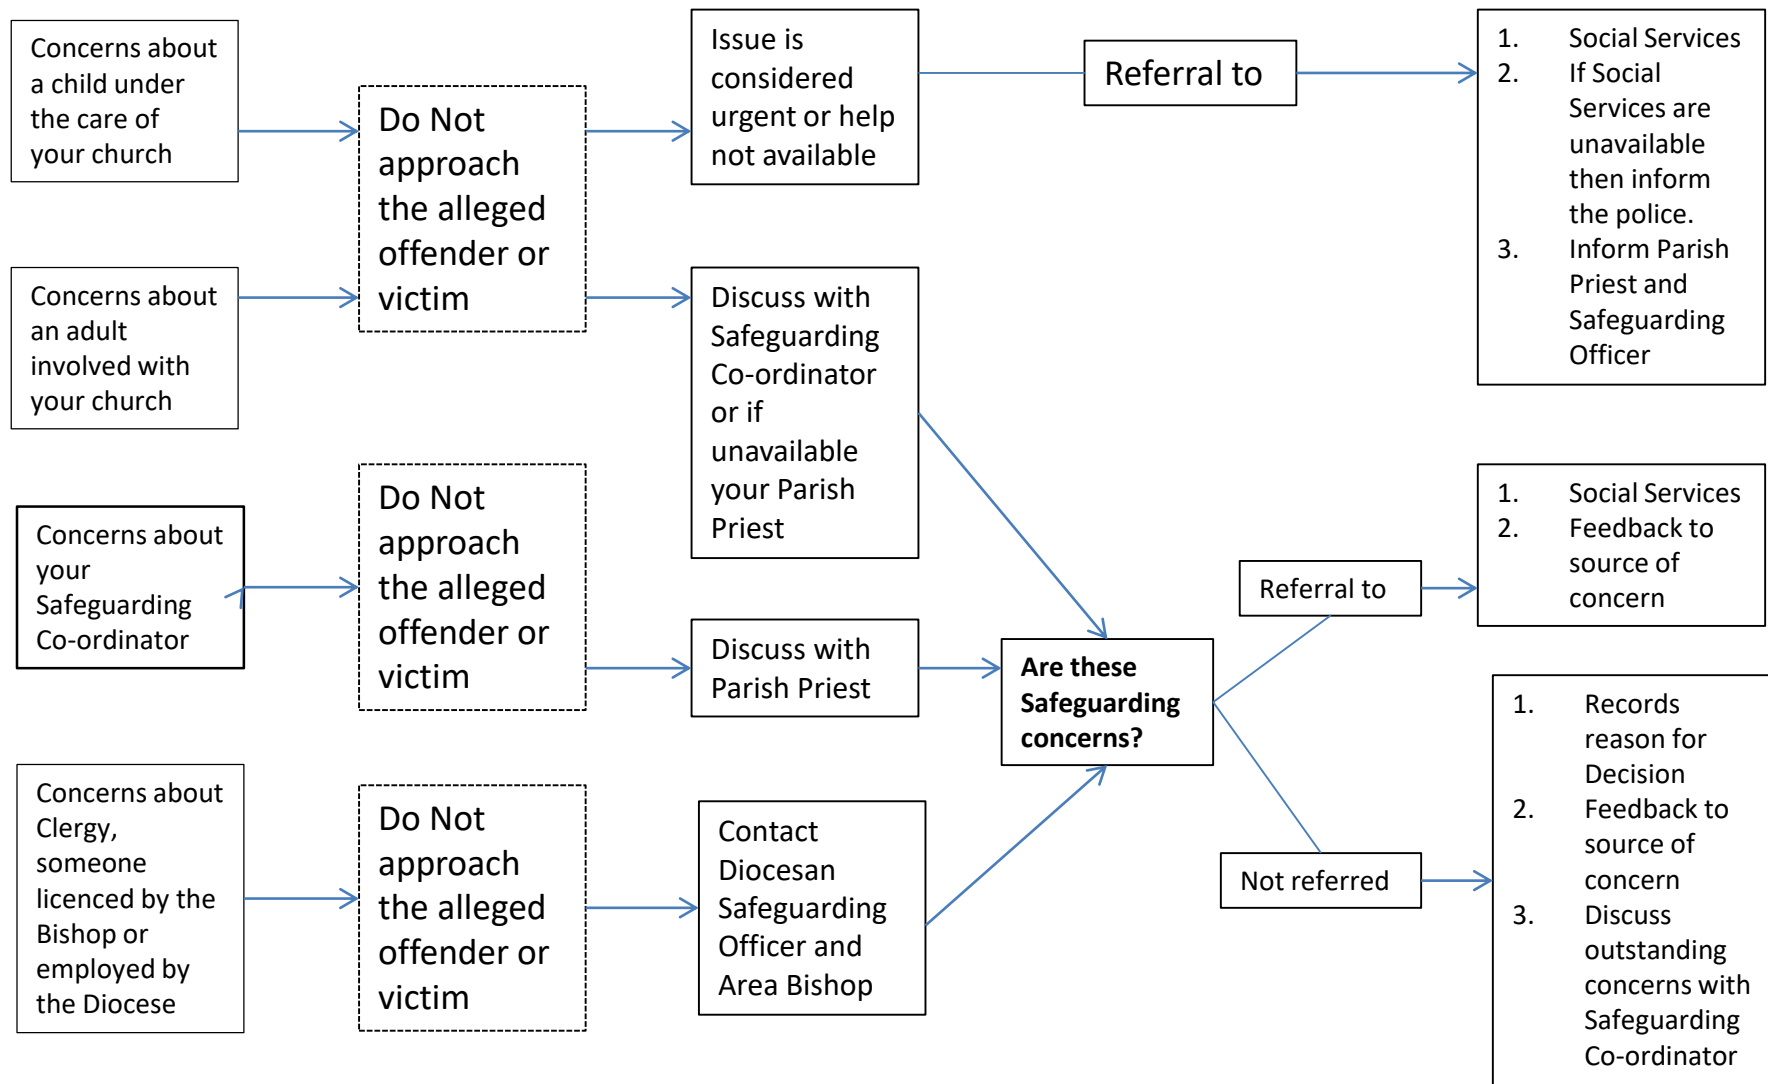 Concerns about
a child under
the care of
your church
Concerns about
an adult
involved with
your church
Do Not
approach
the alleged
offender or
victim
Issue is
considered
urgent or help
not available
Referral to
1. Social Services
2. If Social
Services are
unavailable
then inform
the police.
3. Inform Parish
Priest and
Safeguarding
Officer
Discuss with
Safeguarding
Co-ordinator
or if
unavailable
your Parish
Priest
Concerns about
your
Safeguarding
Co-ordinator
Do Not
approach
the alleged
offender or
victim
Discuss with
Parish Priest
Concerns about
Clergy,
someone
licenced by the
Bishop or
employed by
the Diocese
Do Not
approach
the alleged
offender or
victim
Contact
Diocesan
Safeguarding
Officer and
Area Bishop
Are these
Safeguarding
concerns?
Referral to
1. Social Services
2. Feedback to
source of
concern
Not referred
1. Records
reason for
Decision
2. Feedback to
source of
concern
3. Discuss
outstanding
concerns with
Safeguarding
Co-ordinator